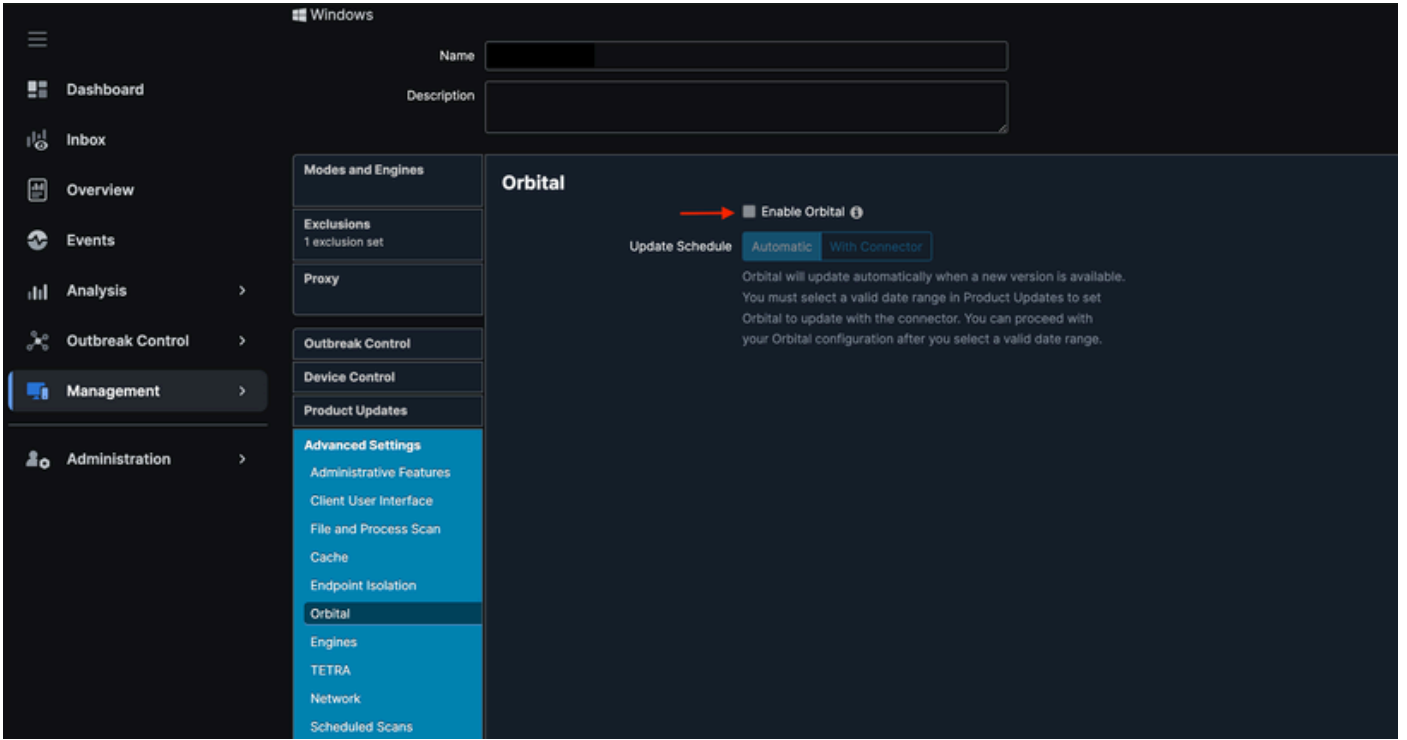 Windows
Name
Description
Dashboard
Inbox
Overview
Events
Analysis
Outbreak Control
Management
Administration
Modes and Engines
Exclusions
1 exclusion set
Proxy
Outbreak Control
Device Control
Product Updates
Advanced Settings
Administrative Features
Client User Interface
File and Process Scan
Cache
Endpoint Isolation
Orbital
Engines
TETRA
Network
Scheduled Scans
Orbital
Enable Orbital
Update Schedule Automatic With Connector
Orbital will update automatically when a new version is available.
You must select a valid date range in Product Updates to set
Orbital to update with the connector. You can proceed with
your Orbital configuration after you select a valid date range.